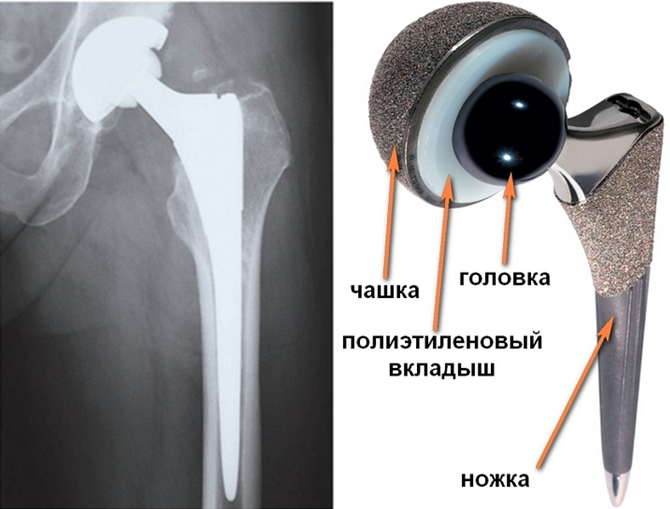 чашка
головка
полиэтиленовый
вкладыш
ножка